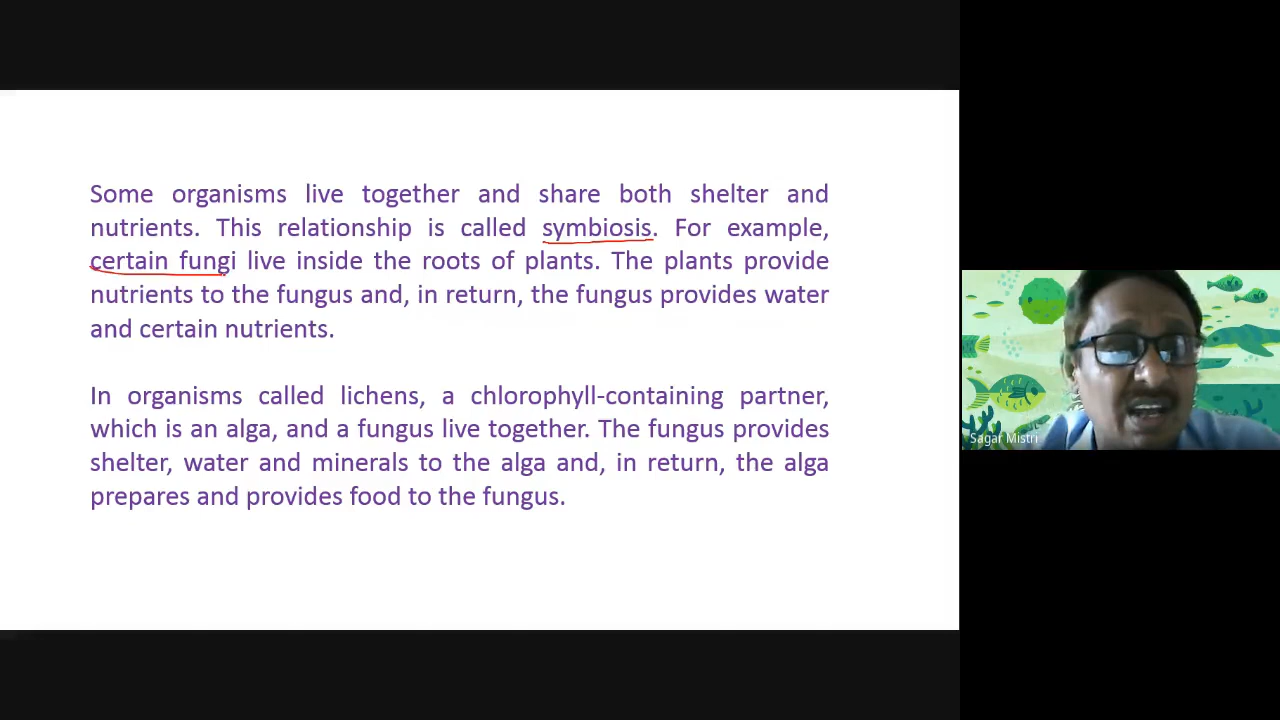 Some organisms live together and share both shelter and
nutrients. This relationship is called symbiosis. For example,
certain fungi live inside the roots of plants. The plants provide
nutrients to the fungus and, in return, the fungus provides water
and certain nutrients.
In organisms called lichens, a chlorophyll-containing partner,
which is an alga, and a fungus live together. The fungus provides
shelter, water and minerals to the alga and, in return, the alga
prepares and provides food to the fungus.
Sagar Mistri